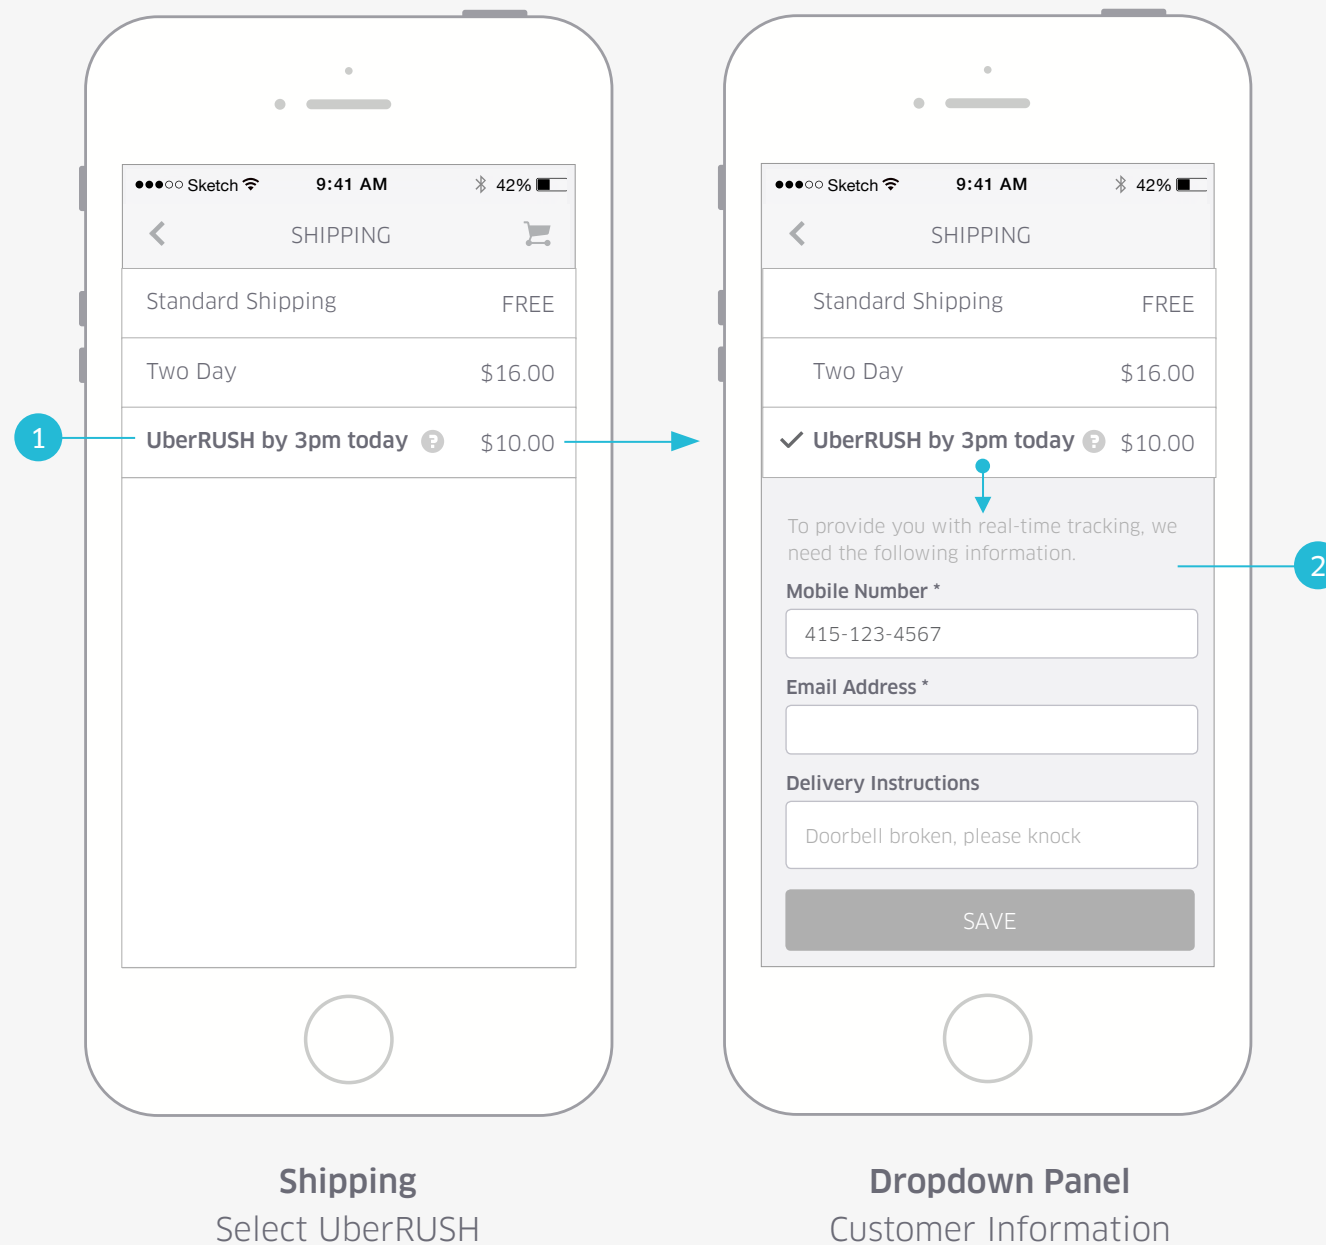 Sketch 9:41 AM 42%
SHIPPING
Standard Shipping FREE
Two Day $16.00
1
UberRUSH by 3pm today ? $10.00
Shipping
Select UberRUSH
Sketch 9:41 AM 42%
SHIPPING
Standard Shipping FREE
Two Day $16.00
UberRUSH by 3pm today ? $10.00
To provide you with real-time tracking, we
need the following information.
2
Mobile Number *
415-123-4567
Email Address *
Delivery Instructions
Doorbell broken, please knock
SAVE
Dropdown Panel
Customer Information